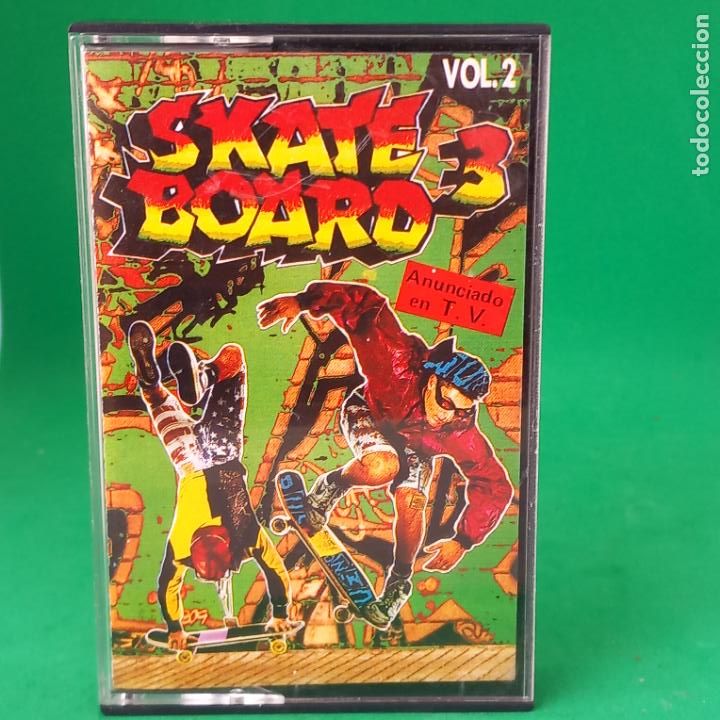 VOL. 2
SKATE
BOARD 3
Anunciado
en T. V.
todocoleccion